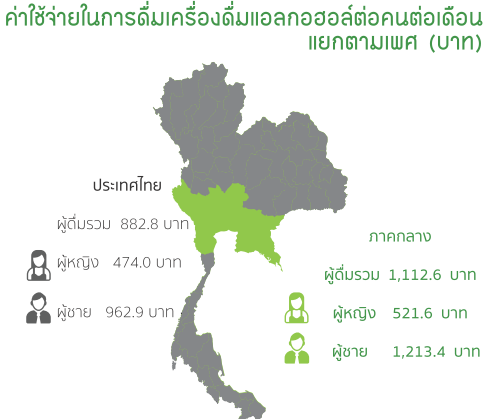 ค่าใช้จ่ายในการดื่มเครื่องดื่มแอลกอฮอล์ต่อคนต่อเดือน
แยกตามเพศ (บาท)
ประเทศไทย
ผู้ดื่มรวม 882.8 บาท
ผู้หญิง 474.0 บาท
ผู้ชาย 962.9 บาท
ภาคกลาง
ผู้ดื่มรวม 1,112.6 บาท
ผู้หญิง 521.6 บาท
ผู้ชาย 1,213.4 บาท